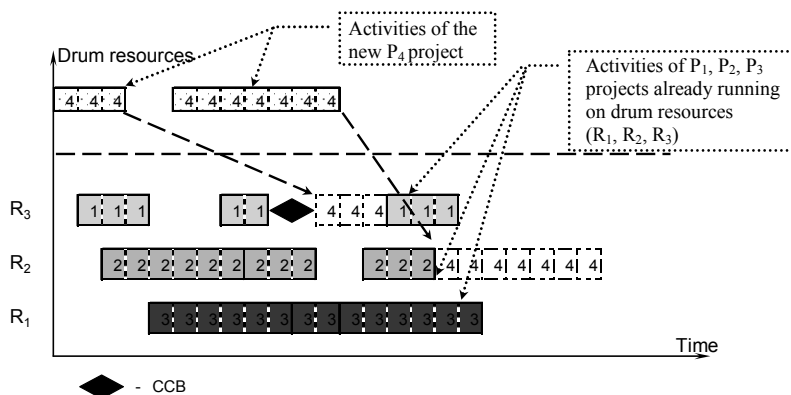 Drum resources
Activities of the
new P₄ project
Activities of P₁, P₂, P₃
projects already running
on drum resources
(R₁, R₂, R₃)
4 4 4 4 4 4 4 4 4 4
R₃ 1 1 1 1 1 4 4 4 1 1 1
R₂ 2 2 2 2 2 2 2 2 2 2 2 2 4 4 4 4 4 4 4
R₁ 3 3 3 3 3 3 3 3 3 3 3 3 3 3
Time
- CCB